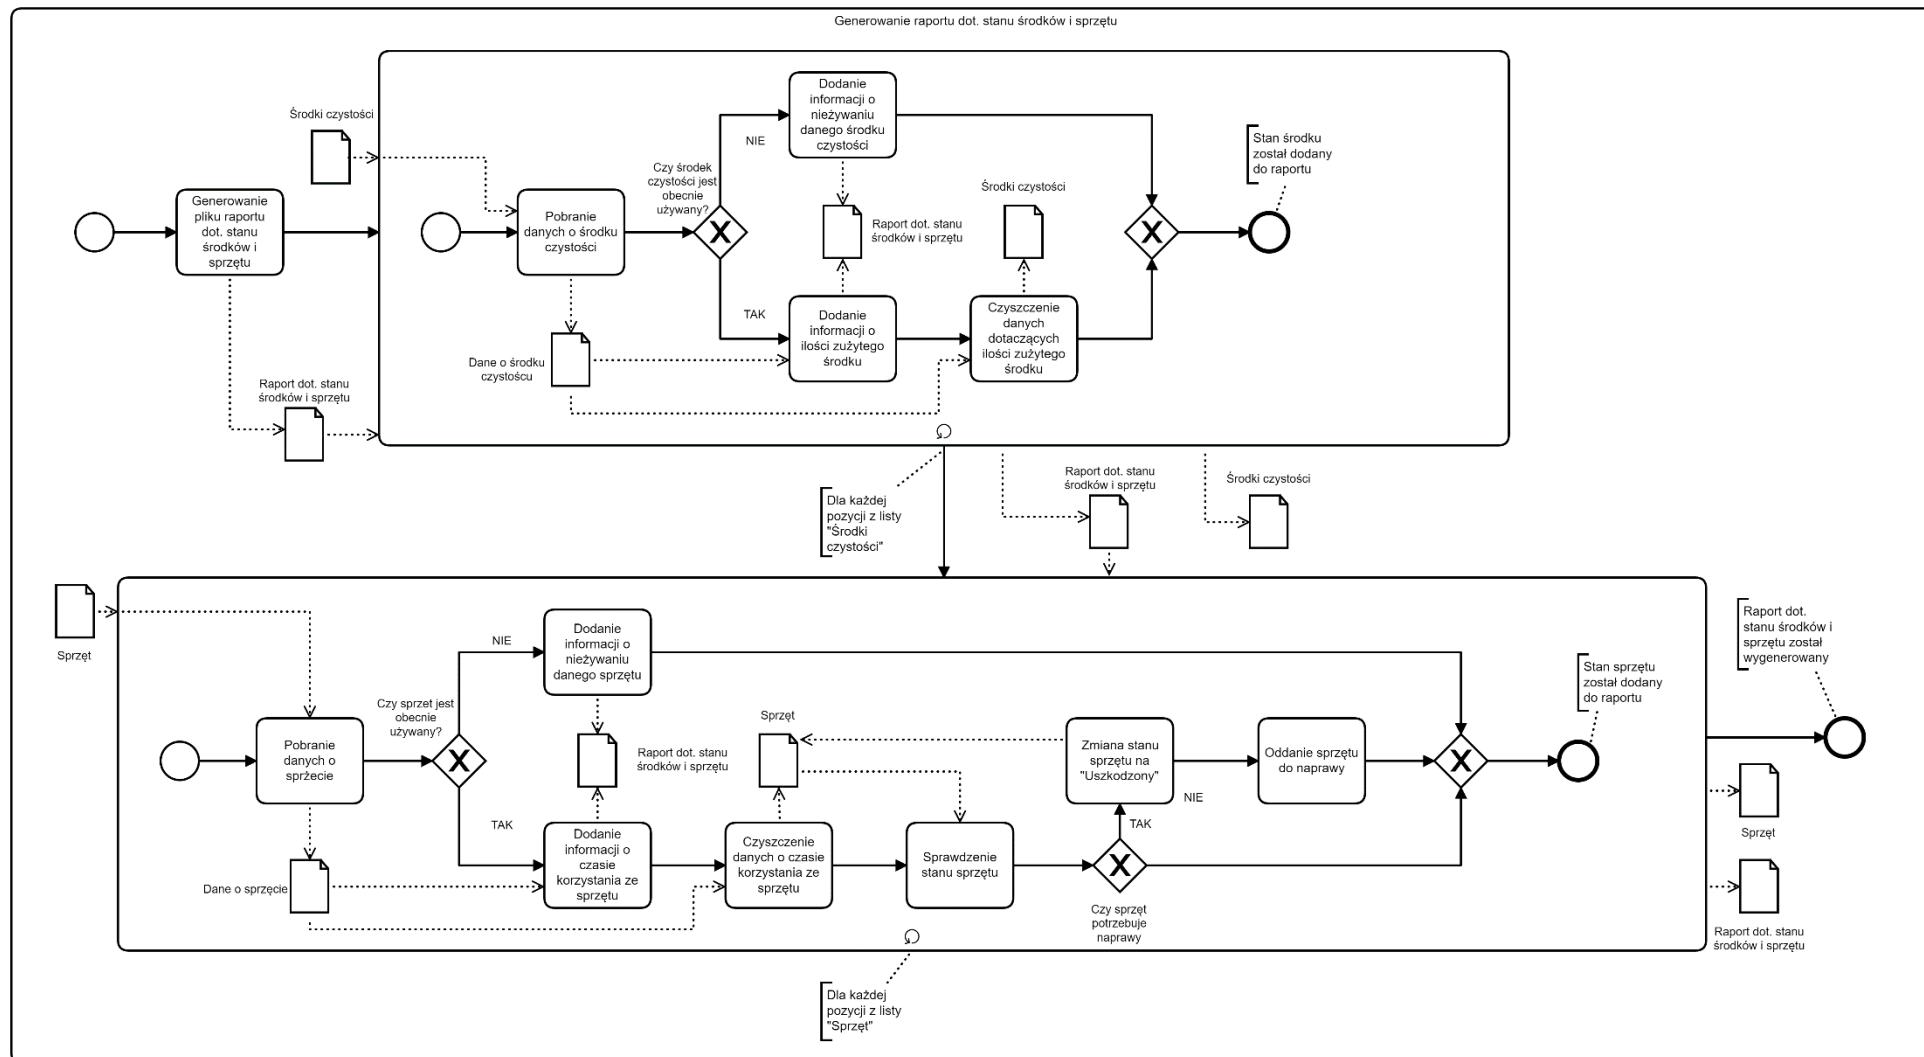 Generowanie raportu dot. stanu środków i sprzętu
Środki czystości
Generowanie
pliku raportu
dot. stanu
środków i
sprzętu
Raport dot. stanu
środków i sprzętu
Pobranie
danych o środku
czystości
Dane o środku
czystoścu
Czy środek
czystości jest
obecnie
używany?
NIE
TAK
Dodanie
informacji o
nieżywaniu
danego środku
czystości
Raport dot. stanu
środków i sprzętu
Dodanie
informacji o
ilości zużytego
środku
Środki czystości
Czyszczenie
danych
dotaczących
ilości zużytego
środku
Stan środku
został dodany
do raportu
Dla każdej
pozycji z listy
"Środki
czystości"
Raport dot. stanu
środków i sprzętu
Środki czystości
Sprzęt
Pobranie
danych o
sprżecie
Dane o sprzęcie
Czy sprzet jest
obecnie
używany?
NIE
TAK
Dodanie
informacji o
nieżywaniu
danego sprzętu
Raport dot. stanu
środków i sprzętu
Dodanie
informacji o
czasie
korzystania ze
sprzętu
Sprzęt
Czyszczenie
danych o czasie
korzystania ze
sprzętu
Sprawdzenie
stanu sprzętu
Zmiana stanu
sprzętu na
"Uszkodzony"
NIE
TAK
Czy sprzęt
potrzebuje
naprawy
Oddanie sprzętu
do naprawy
Stan sprzętu
został dodany
do raportu
Raport dot.
stanu środków i
sprzętu został
wygenerowany
Sprzęt
Raport dot. stanu
środków i sprzętu
Dla każdej
pozycji z listy
"Sprzęt"